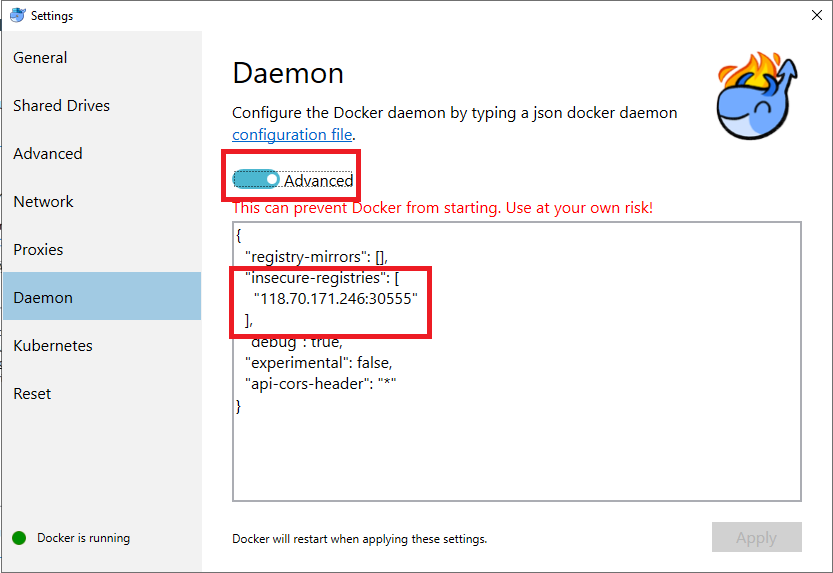 Settings
General
Shared Drives
Advanced
Network
Proxies
Daemon
Kubernetes
Reset
Docker is running
Daemon
Configure the Docker daemon by typing a json docker daemon
configuration file.
Advanced
This can prevent Docker from starting. Use at your own risk!
{
"registry-mirrors": [],
"insecure-registries": [
"118.70.171.246:30555"
],
"debug": true,
"experimental": false,
"api-cors-header": "*"
}
Docker will restart when applying these settings.
Apply